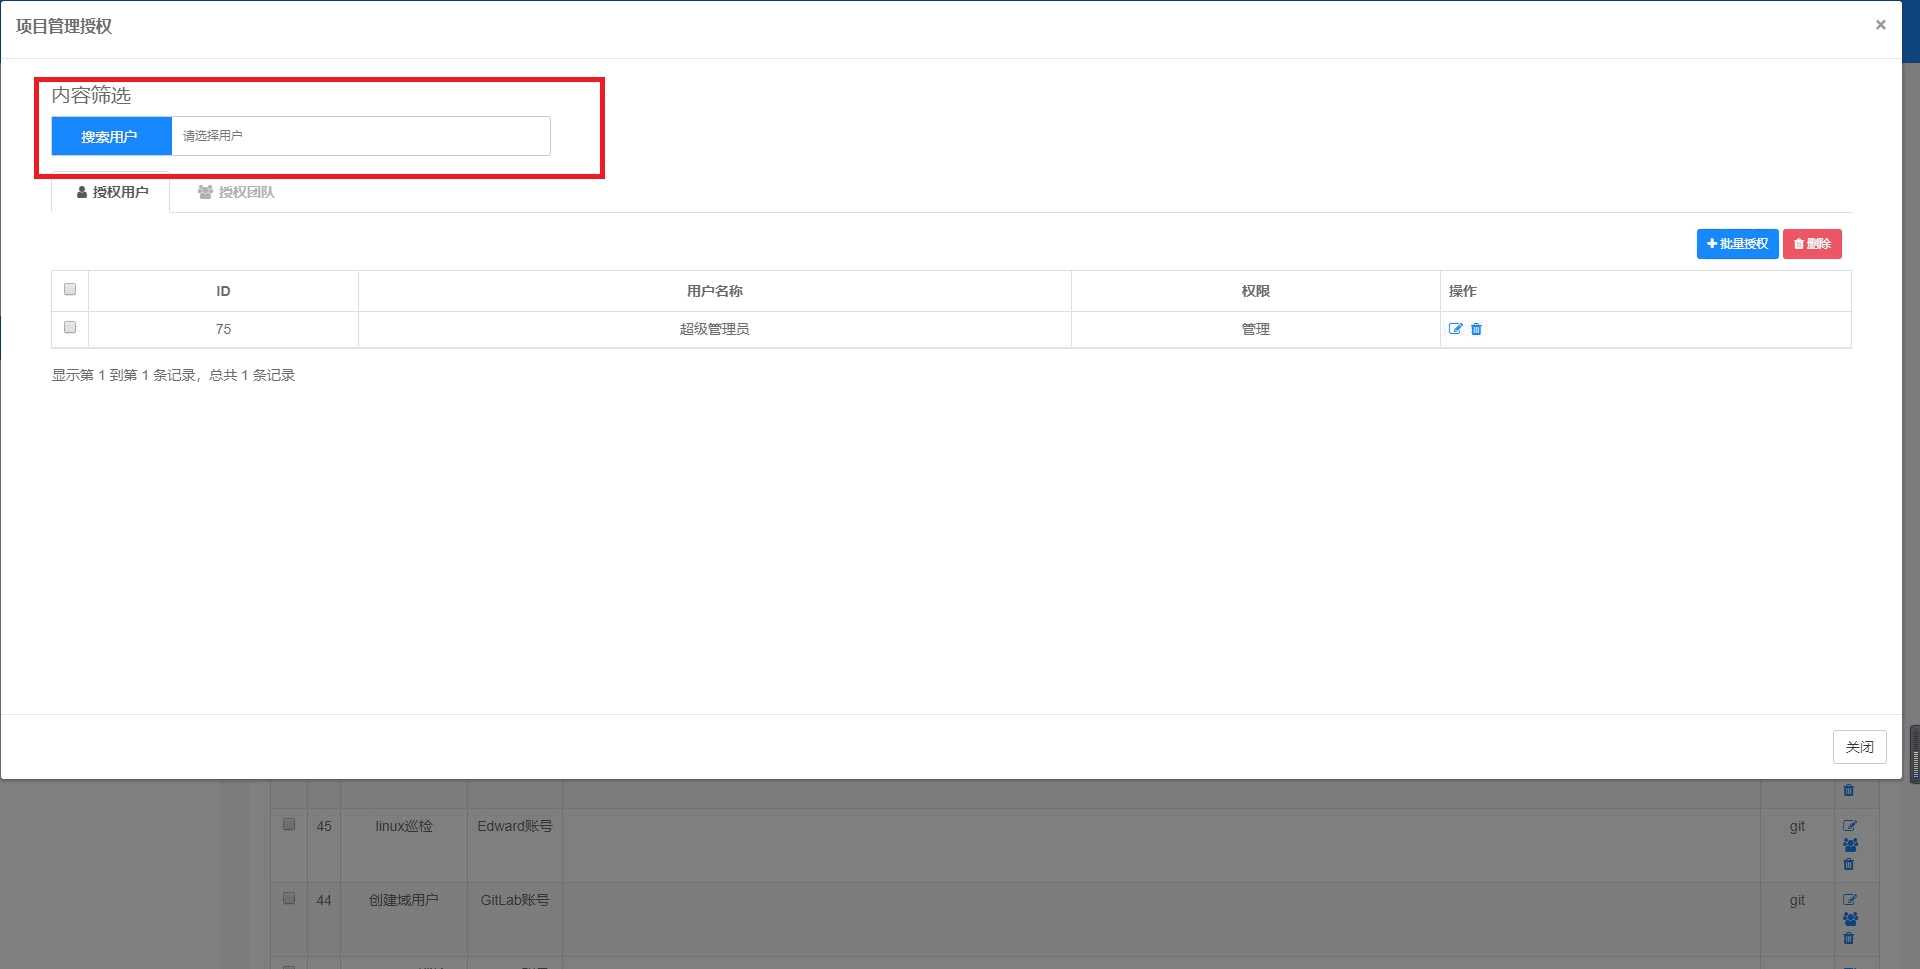 项目管理授权 ×
内容筛选
搜索用户 请选择用户
授权用户 授权团队
批量授权 删除
ID 用户名称 权限 操作
75 超级管理员 管理
显示第 1 到第 1 条记录，总共 1 条记录
关闭
45 linux巡检 Edward账号 git
44 创建域用户 GitLab账号 git